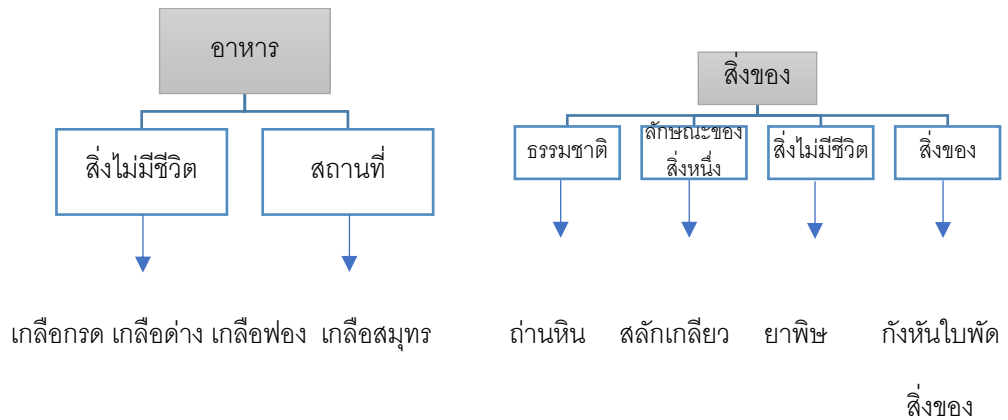 อาหาร
สิ่งไม่มีชีวิต
สถานที่
เกลือกรด เกลือด่าง เกลือฟอง เกลือสมุทร
สิ่งของ
ธรรมชาติ
ลักษณะของ
สิ่งหนึ่ง
สิ่งไม่มีชีวิต
สิ่งของ
ถ่านหิน สลักเกลียว ยาพิษ กังหันใบพัด
สิ่งของ